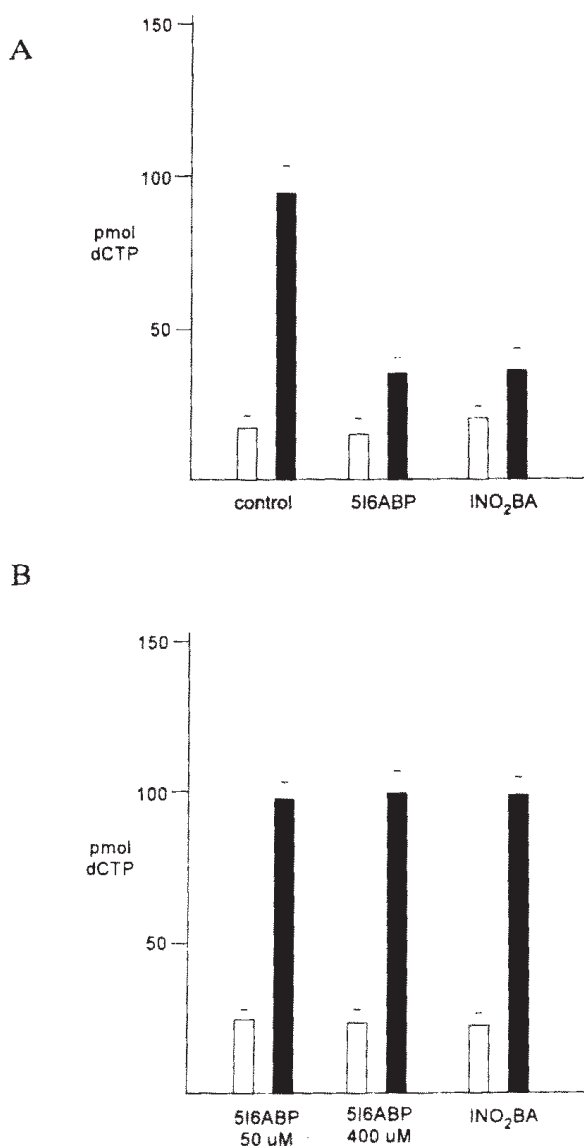 A
150
100
pmol
dCTP
50
control 5I6ABP INO₂BA
B
150
100
pmol
dCTP
50
5I6ABP 5I6ABP INO₂BA
50 uM 400 uM